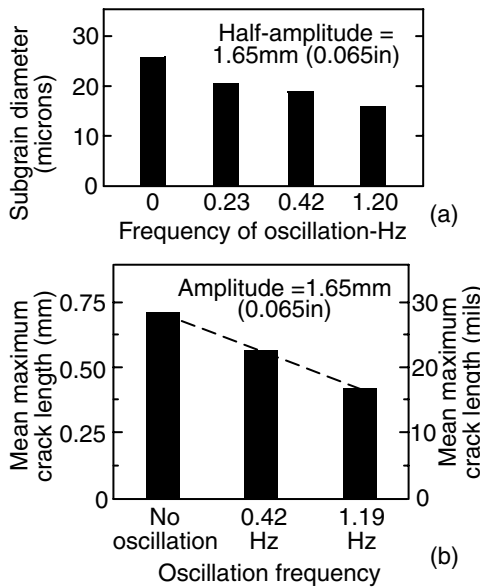 Half-amplitude =
1.65mm (0.065in)
Subgrain diameter
(microns)
30
20
10
0
0 0.23 0.42 1.20
Frequency of oscillation-Hz
(a)
Amplitude =1.65mm
(0.065in)
Mean maximum
crack length (mm)
0.75
0.50
0.25
0
Mean maximum
crack length (mils)
30
20
10
0
No
oscillation
0.42
Hz
1.19
Hz
Oscillation frequency
(b)